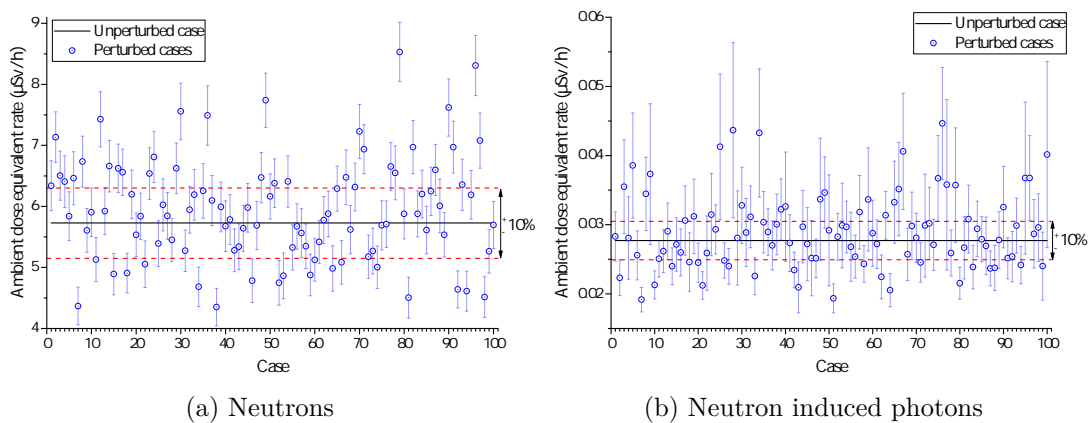 Unperturbed case
Perturbed cases
Ambient dose equivalent rate (µSv/h)
9
8
7
6
5
4
+
10%
-
0 10 20 30 40 50 60 70 80 90 100
Case
(a) Neutrons
Unperturbed case
Perturbed cases
Ambient dose equivalent rate (µSv/h)
0.06
0.05
0.04
0.03
0.02
+
10%
-
0 10 20 30 40 50 60 70 80 90 100
Case
(b) Neutron induced photons